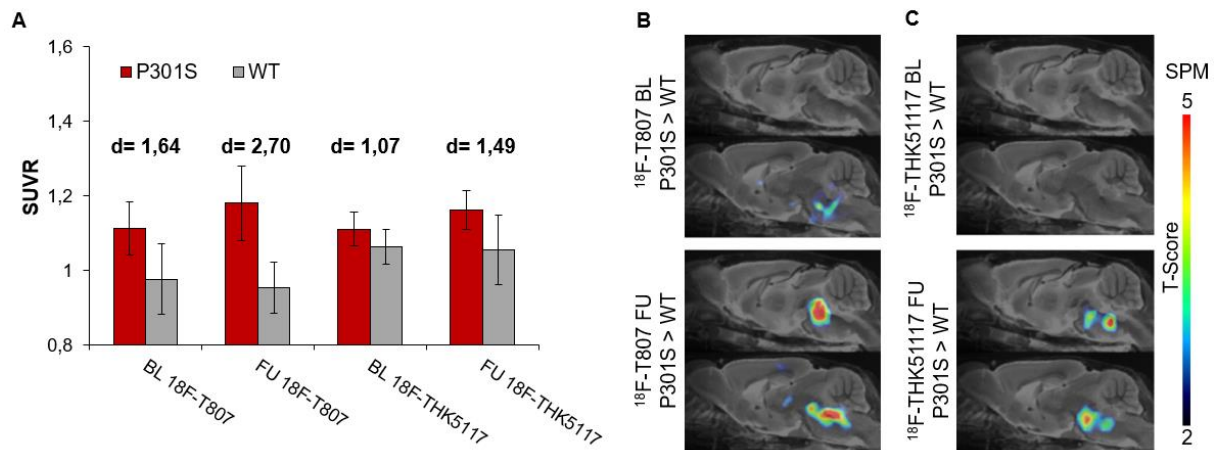 A
1,6
1,4
1,2
1
0,8
SUVR
P301S
WT
d= 1,64
d= 2,70
d= 1,07
d= 1,49
BL 18F-T807
FU 18F-T807
BL 18F-THK5117
FU 18F-THK5117
B
¹⁸F-T807 BL
P301S > WT
¹⁸F-T807 FU
P301S > WT
C
¹⁸F-THK51117 BL
P301S > WT
¹⁸F-THK51117 FU
P301S > WT
SPM
5
T-Score
2